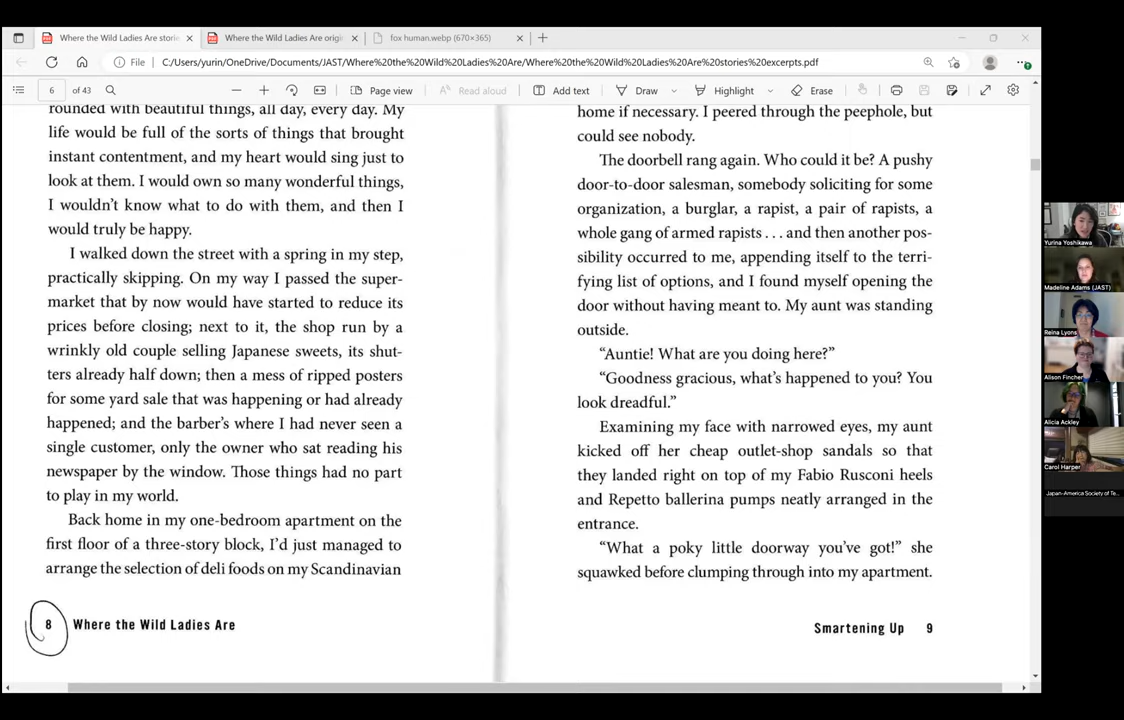 Where the Wild Ladies Are storie
Where the Wild Ladies Are origi
fox human.webp (670×365)
File
C:/Users/yurin/OneDrive/Documents/JAST/Where%20the%20Wild%20Ladies%20Are/Where%20the%20Wild%20Ladies%20Are%20stories%20excerpts.pdf
6 of 43
Page view
Read aloud
Add text
Draw
Highlight
Erase
rounded with beautiful things, all day, every day. My
life would be full of the sorts of things that brought
instant contentment, and my heart would sing just to
look at them. I would own so many wonderful things,
I wouldn't know what to do with them, and then I
would truly be happy.
I walked down the street with a spring in my step,
practically skipping. On my way I passed the super-
market that by now would have started to reduce its
prices before closing; next to it, the shop run by a
wrinkly old couple selling Japanese sweets, its shut-
ters already half down; then a mess of ripped posters
for some yard sale that was happening or had already
happened; and the barber's where I had never seen a
single customer, only the owner who sat reading his
newspaper by the window. Those things had no part
to play in my world.
Back home in my one-bedroom apartment on the
first floor of a three-story block, I'd just managed to
arrange the selection of deli foods on my Scandinavian
8 Where the Wild Ladies Are
home if necessary. I peered through the peephole, but
could see nobody.
The doorbell rang again. Who could it be? A pushy
door-to-door salesman, somebody soliciting for some
organization, a burglar, a rapist, a pair of rapists, a
whole gang of armed rapists . . . and then another pos-
sibility occurred to me, appending itself to the terri-
fying list of options, and I found myself opening the
door without having meant to. My aunt was standing
outside.
“Auntie! What are you doing here?”
“Goodness gracious, what's happened to you? You
look dreadful.”
Examining my face with narrowed eyes, my aunt
kicked off her cheap outlet-shop sandals so that
they landed right on top of my Fabio Rusconi heels
and Repetto ballerina pumps neatly arranged in the
entrance.
“What a poky little doorway you've got!” she
squawked before clumping through into my apartment.
Smartening Up 9
Yurina Yoshikawa
Madeline Adams (JAST)
Reina Lyons
Alison Fincher
Alicia Ackley
Carol Harper
Japan-America Society of Te...